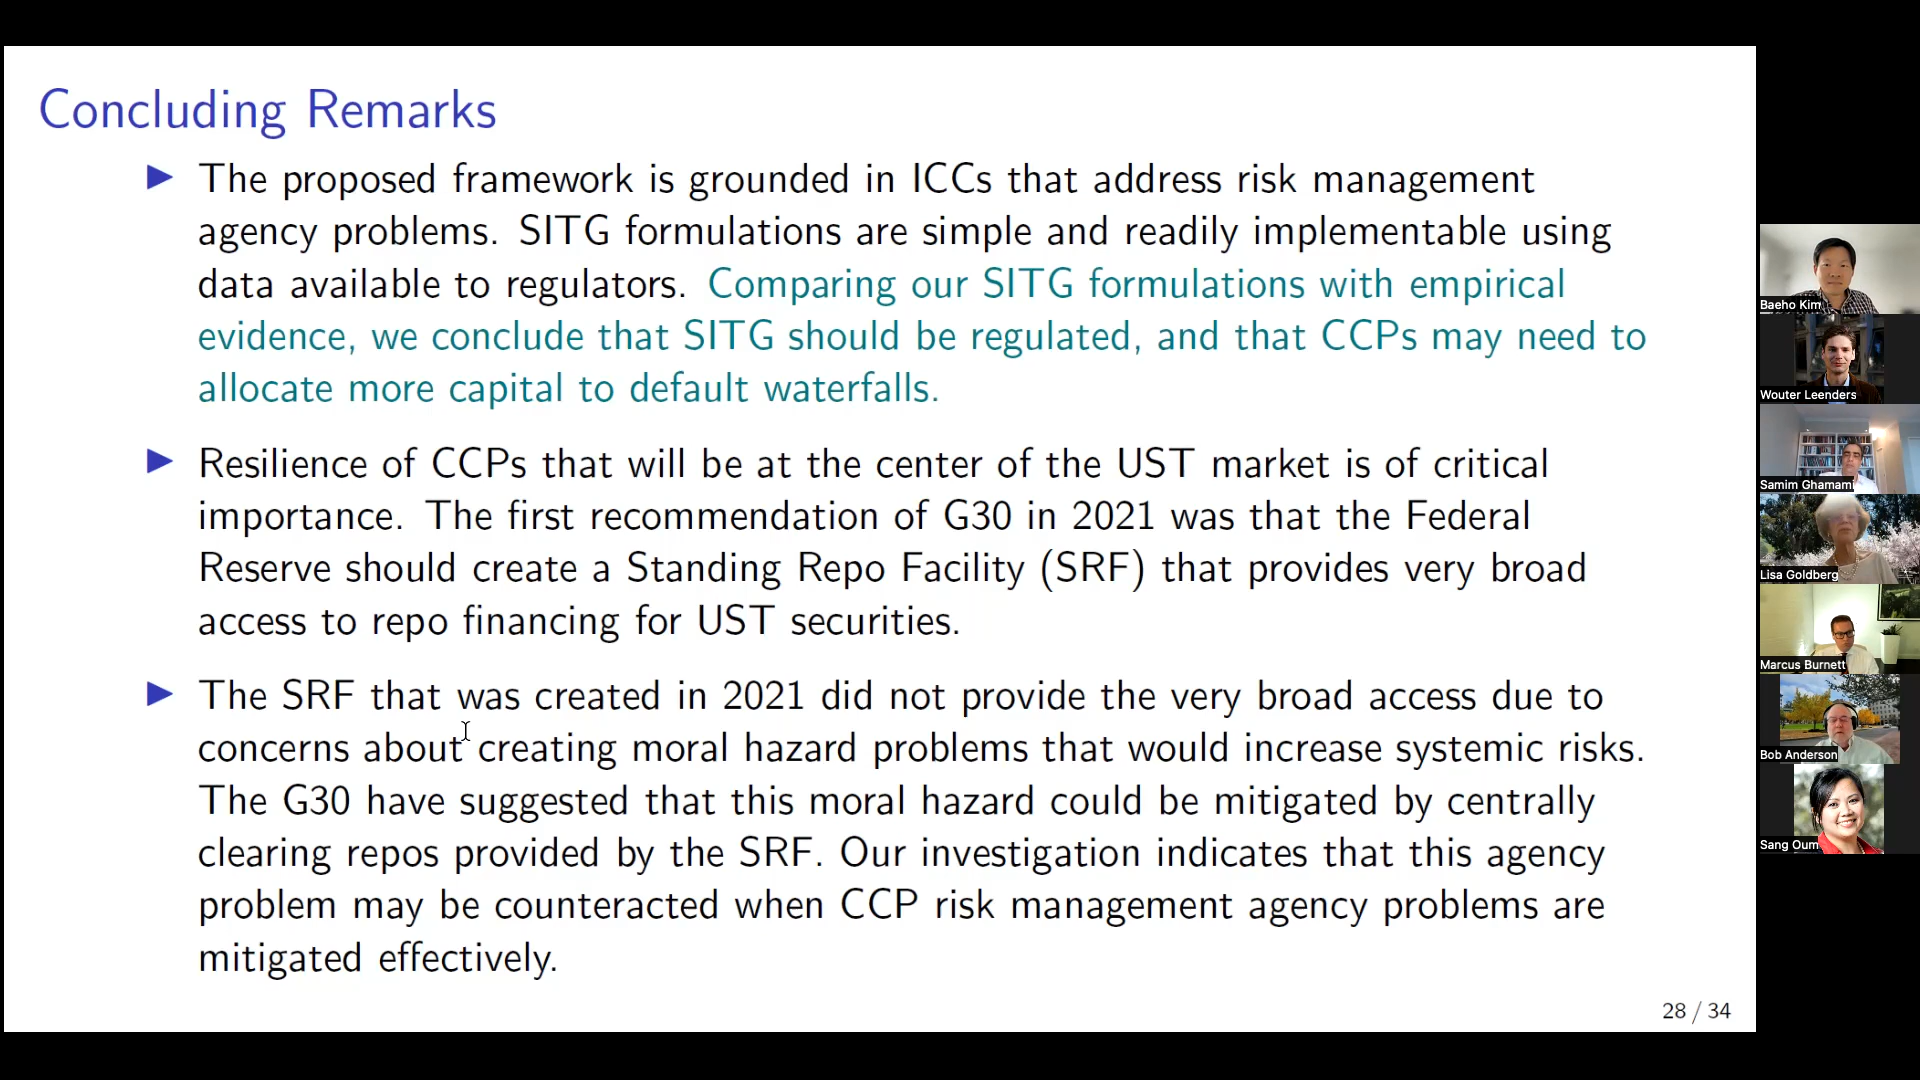 Concluding Remarks
The proposed framework is grounded in ICCs that address risk management
agency problems. SITG formulations are simple and readily implementable using
data available to regulators. Comparing our SITG formulations with empirical
evidence, we conclude that SITG should be regulated, and that CCPs may need to
allocate more capital to default waterfalls.
Resilience of CCPs that will be at the center of the UST market is of critical
importance. The first recommendation of G30 in 2021 was that the Federal
Reserve should create a Standing Repo Facility (SRF) that provides very broad
access to repo financing for UST securities.
The SRF that was created in 2021 did not provide the very broad access due to
concerns about creating moral hazard problems that would increase systemic risks.
The G30 have suggested that this moral hazard could be mitigated by centrally
clearing repos provided by the SRF. Our investigation indicates that this agency
problem may be counteracted when CCP risk management agency problems are
mitigated effectively.
28 / 34
Baeho Kim
Wouter Leenders
Samim Ghamami
Lisa Goldberg
Marcus Burnett
Bob Anderson
Sang Oum